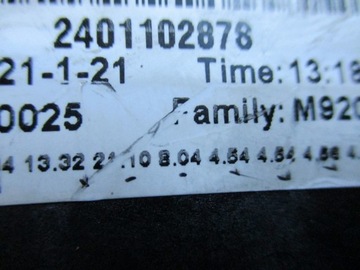 2401102878
21-1-21 Time: 13:18
0025 Family: M920
4 13.32 21.10 8.04 4.54 4.54 4.56 4